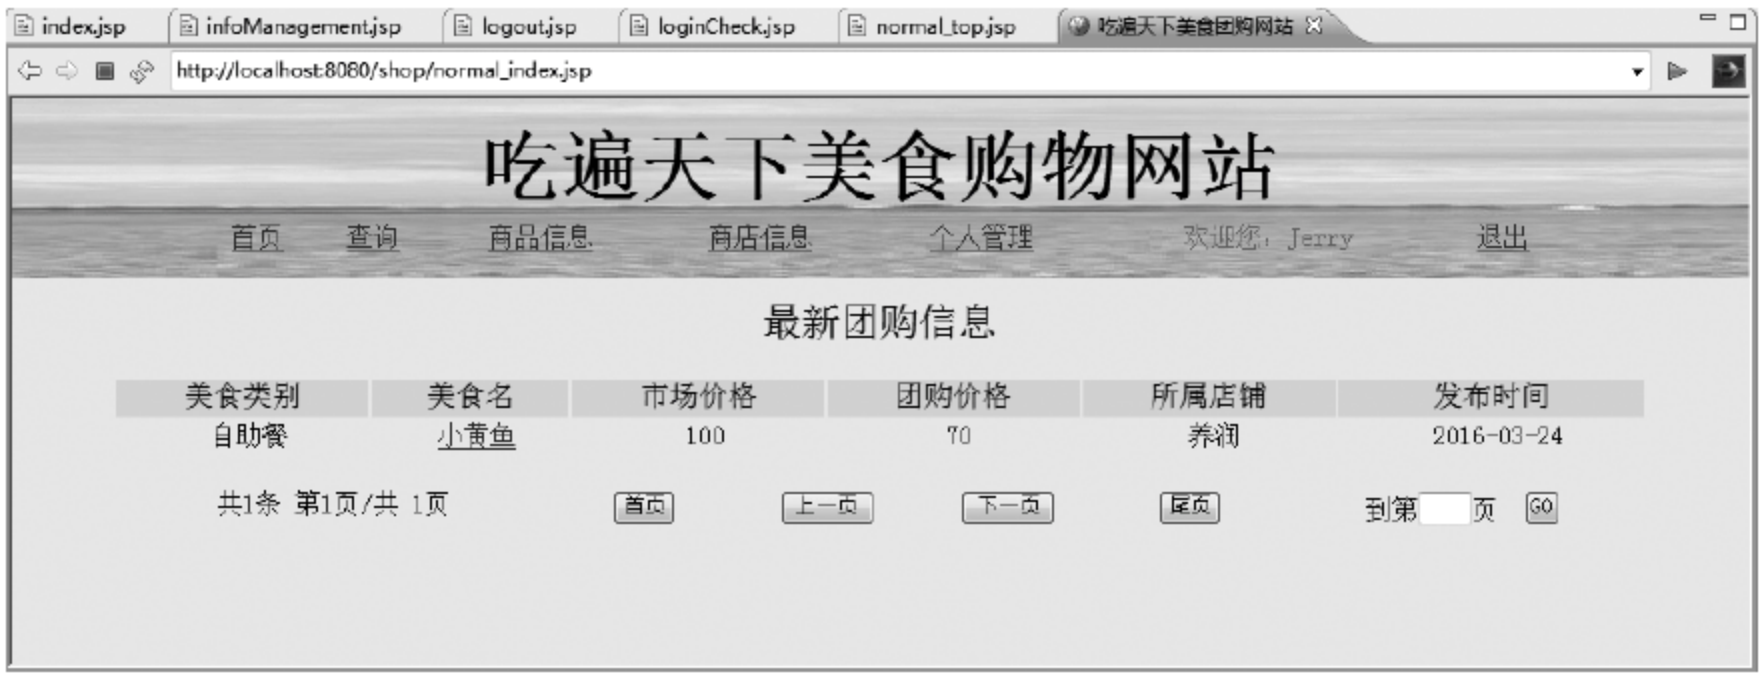 index.jsp infoManagement.jsp logout.jsp loginCheck.jsp normal_top.jsp 吃遍天下美食团购网站
http://localhost:8080/shop/normal_index.jsp
吃遍天下美食购物网站
首页 查询 商品信息 商店信息 个人管理 欢迎您，Jerry 退出
最新团购信息
美食类别 美食名 市场价格 团购价格 所属店铺 发布时间
自助餐 小黄鱼 100 70 养润 2016-03-24
共1条 第1页/共 1页 首页 上一页 下一页 尾页 到第 页 GO